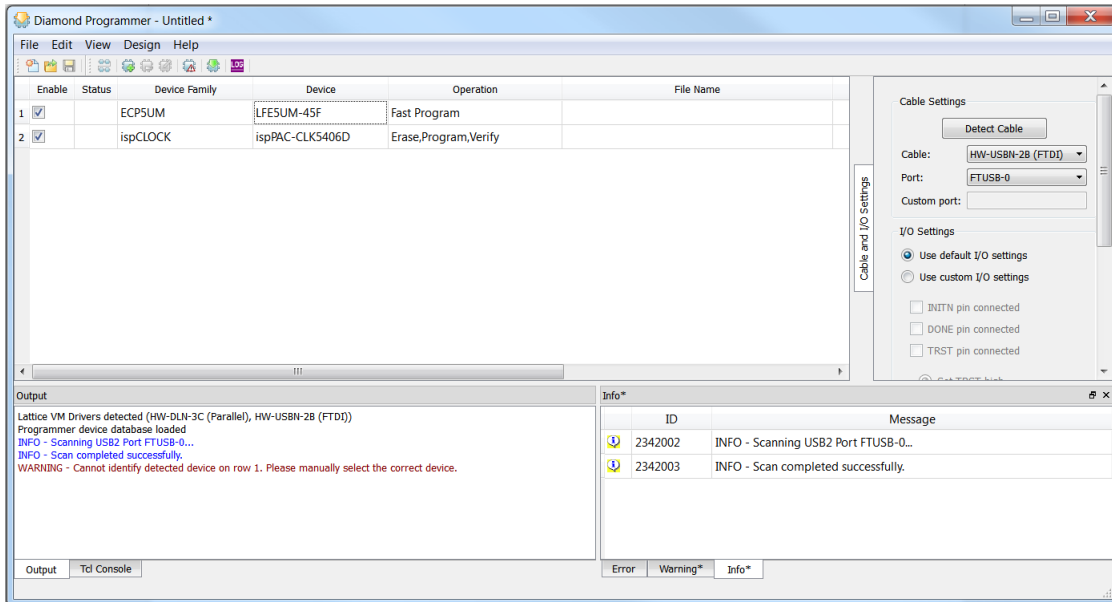 Diamond Programmer - Untitled *
File Edit View Design Help
LOG
Enable Status Device Family Device Operation File Name
1 ECP5UM LFE5UM-45F Fast Program
2 ispCLOCK ispPAC-CLK5406D Erase,Program,Verify
Cable and I/O Settings
Cable Settings
Detect Cable
Cable: HW-USBN-2B (FTDI)
Port: FTUSB-0
Custom port:
I/O Settings
Use default I/O settings
Use custom I/O settings
INITN pin connected
DONE pin connected
TRST pin connected
Set TRST high
Output
Lattice VM Drivers detected (HW-DLN-3C (Parallel), HW-USBN-2B (FTDI))
Programmer device database loaded
INFO - Scanning USB2 Port FTUSB-0...
INFO - Scan completed successfully.
WARNING - Cannot identify detected device on row 1. Please manually select the correct device.
Output Tcl Console
Info*
ID Message
2342002 INFO - Scanning USB2 Port FTUSB-0...
2342003 INFO - Scan completed successfully.
Error Warning* Info*